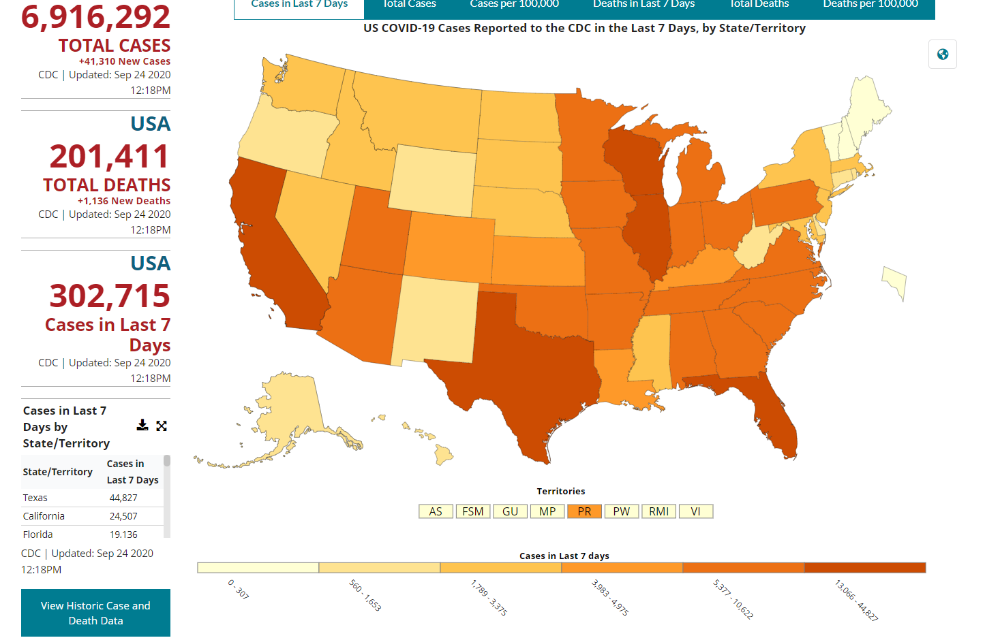 6,916,292
TOTAL CASES
+41,310 New Cases
CDC | Updated: Sep 24 2020
12:18PM
USA
201,411
TOTAL DEATHS
+1,136 New Deaths
CDC | Updated: Sep 24 2020
12:18PM
USA
302,715
Cases in Last 7
Days
CDC | Updated: Sep 24 2020
12:18PM
Cases in Last 7
Days by
State/Territory
State/Territory Cases in
Last 7 Days
Texas 44,827
California 24,507
Florida 19,136
CDC | Updated: Sep 24 2020
12:18PM
View Historic Case and
Death Data
Cases in Last 7 Days Total Cases Cases per 100,000 Deaths in Last 7 Days Total Deaths Deaths per 100,000
US COVID-19 Cases Reported to the CDC in the Last 7 Days, by State/Territory
Territories
AS FSM GU MP PR PW RMI VI
Cases in Last 7 days
0 - 307
560 - 1,653
1,789 - 3,375
3,983 - 4,975
5,377 - 10,622
13,066 - 44,827